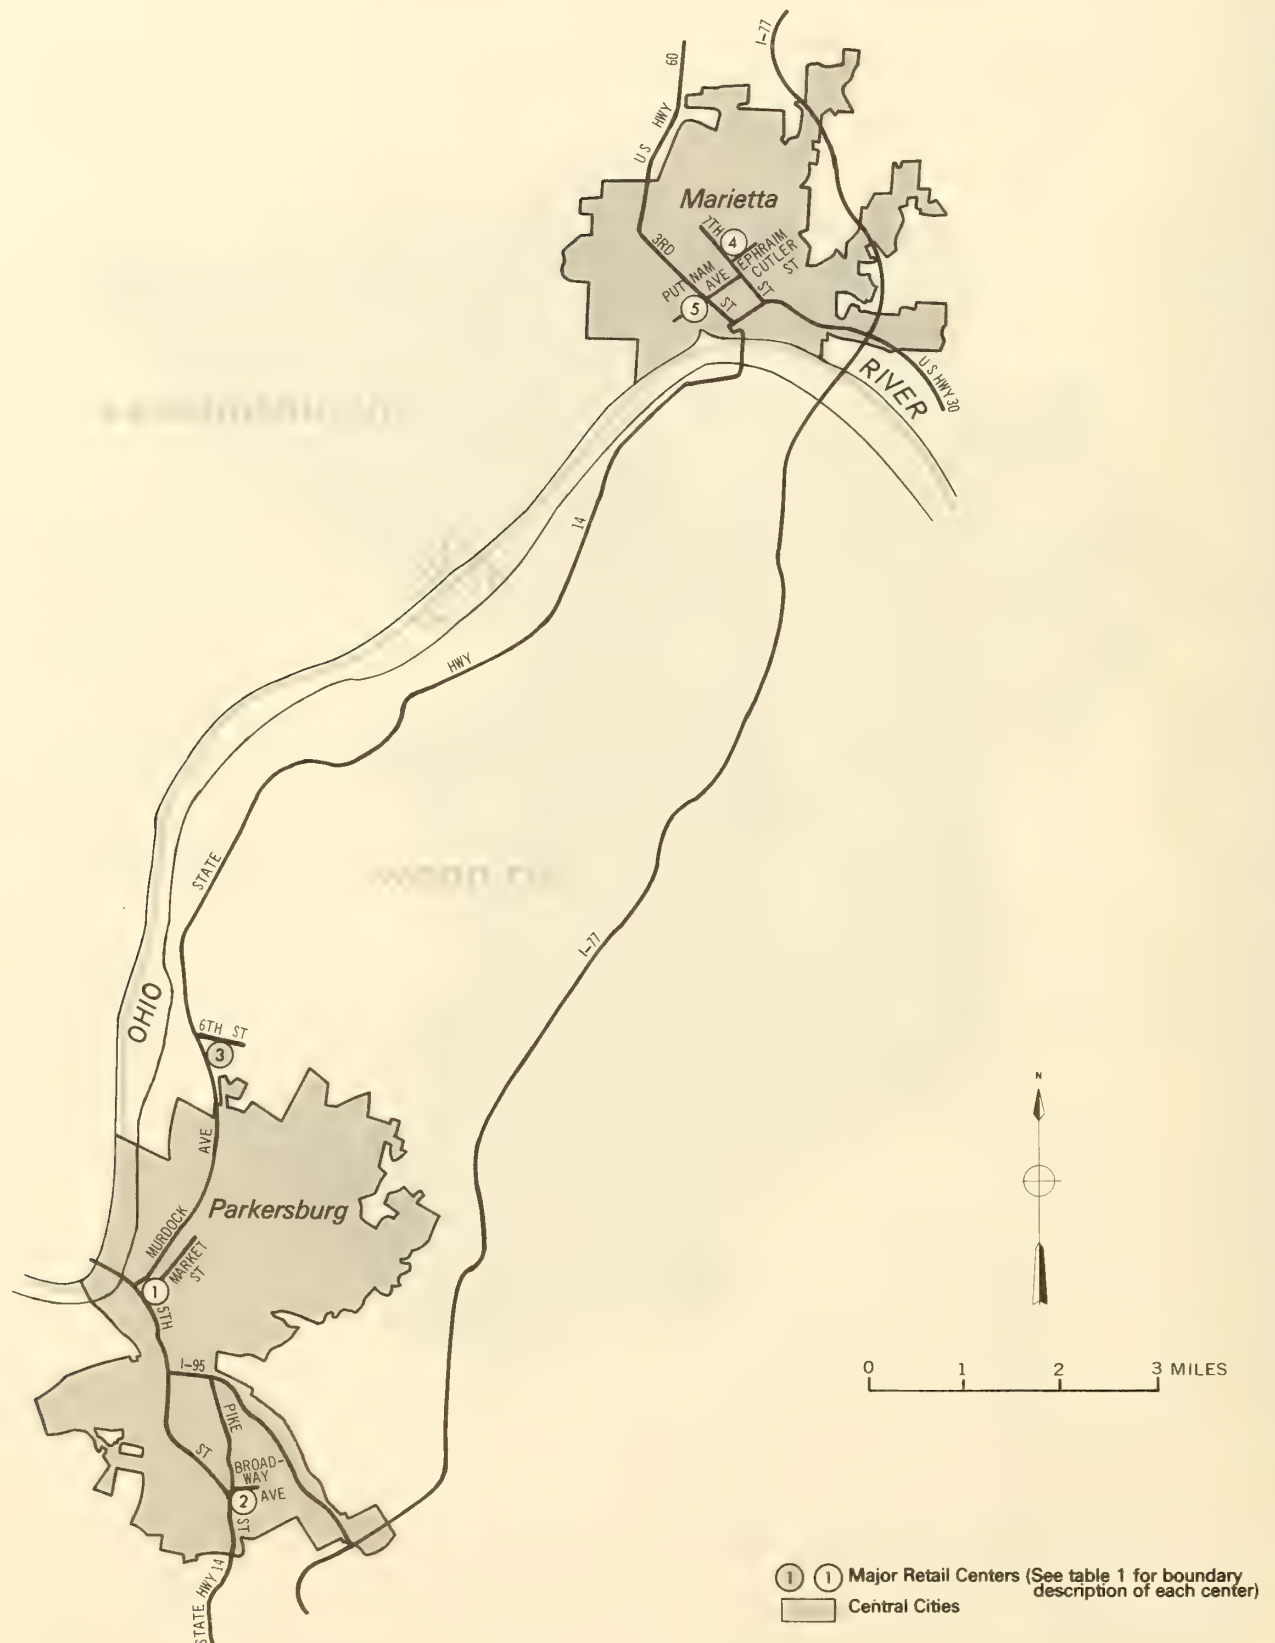 I-77
60
US HWY
Marietta
7TH
4
3RD
EPHRAIM
CUTLER
ST
PUTNAM
AVE
ST
5
ST
RIVER
US HWY 30
14
HWY
STATE
I-77
OHIO
6TH ST
3
AVE
Parkersburg
MURDOCK
MARKET
ST
1
5TH
I-95
PIKE
ST
BROAD-
WAY
AVE
2
ST
STATE HWY 14
N
0 1 2 3 MILES
1 1 Major Retail Centers (See table 1 for boundary
description of each center)
Central Cities